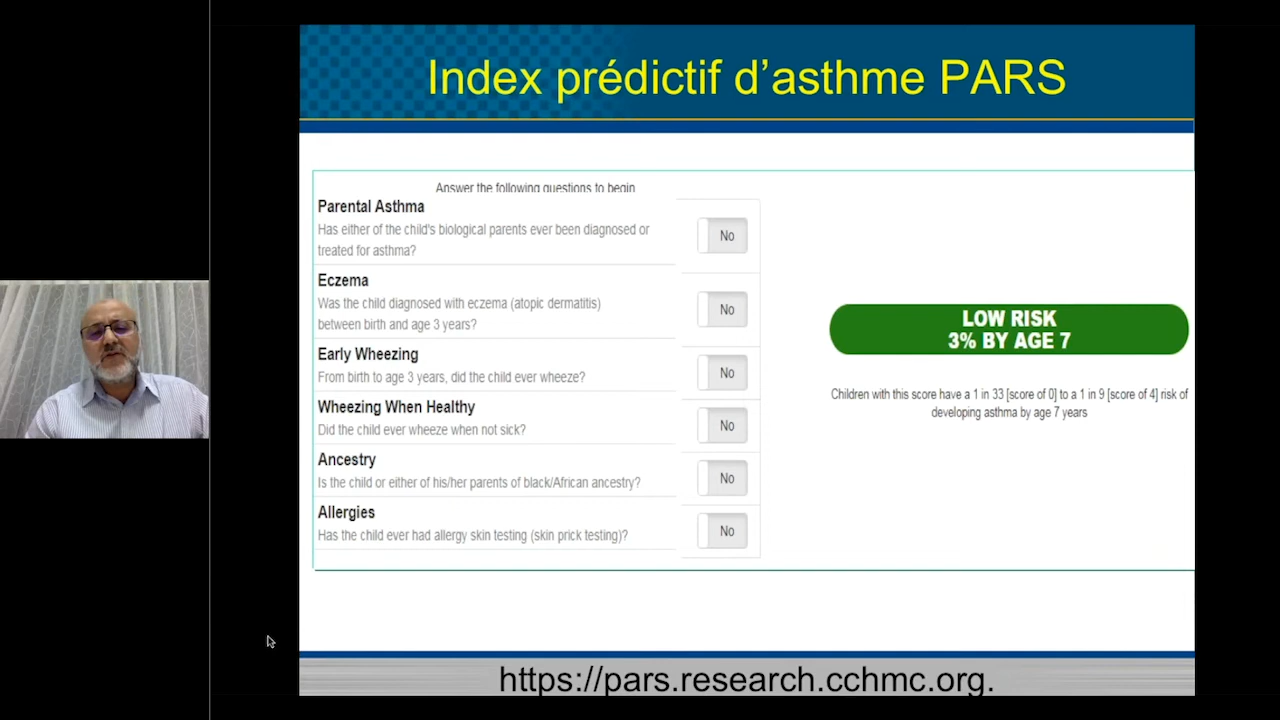 Index prédictif d’asthme PARS
Answer the following questions to begin
Parental Asthma
Has either of the child's biological parents ever been diagnosed or
treated for asthma?
No
Eczema
Was the child diagnosed with eczema (atopic dermatitis)
between birth and age 3 years?
No
Early Wheezing
From birth to age 3 years, did the child ever wheeze?
No
Wheezing When Healthy
Did the child ever wheeze when not sick?
No
Ancestry
Is the child or either of his/her parents of black/African ancestry?
No
Allergies
Has the child ever had allergy skin testing (skin prick testing)?
No
LOW RISK
3% BY AGE 7
Children with this score have a 1 in 33 [score of 0] to a 1 in 9 [score of 4] risk of
developing asthma by age 7 years
https://pars.research.cchmc.org.